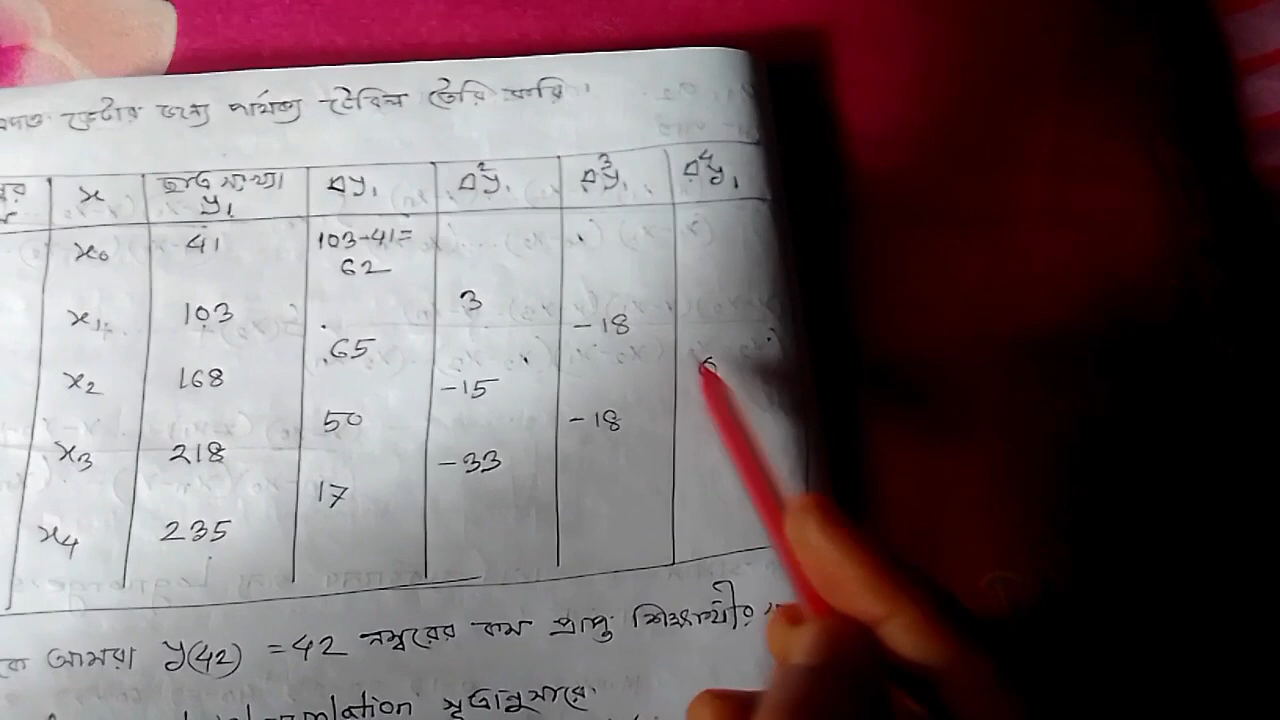 ডেটার জন্য পার্থক্য টেবিল তৈরি করি।
x ছাত্র সংখ্যা y₁ Δy₁ Δ²y₁ Δ³y₁ Δ⁴y₁
x₀ 41 103-41=
62
3
x₁ 103 -18
65
x₂ 168 -15
50 -18
x₃ 218 -33
17
x₄ 235
আমরা y(42) = 42 নম্বরের কম প্রাপ্ত শিক্ষার্থীর
সূত্রানুসারে